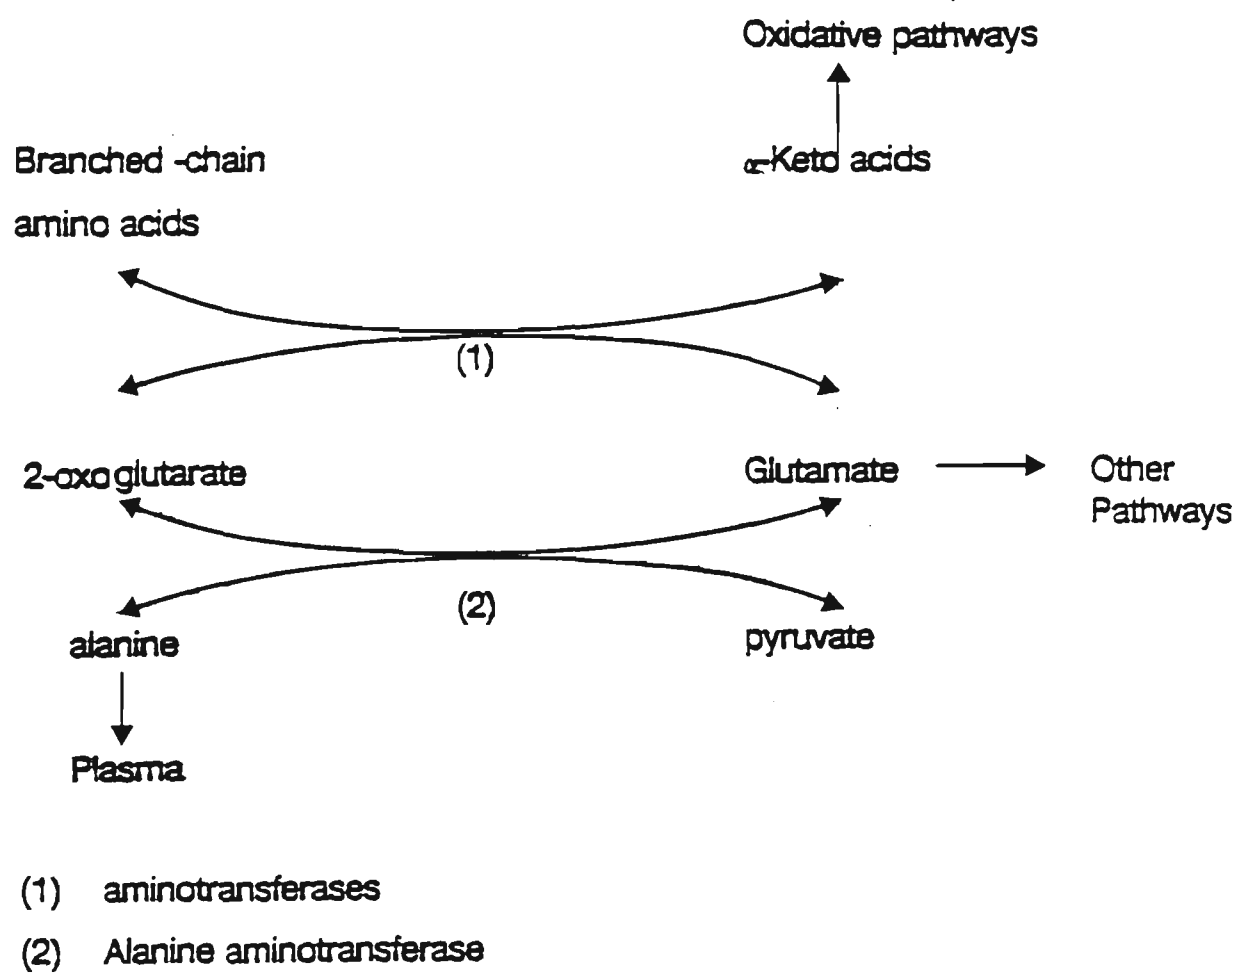 Oxidative pathways
Branched -chain
amino acids
α-Keto acids
(1)
2-oxoglutarate
Glutamate
Other
Pathways
(2)
alanine
pyruvate
Plasma
(1) aminotransferases
(2) Alanine aminotransferase